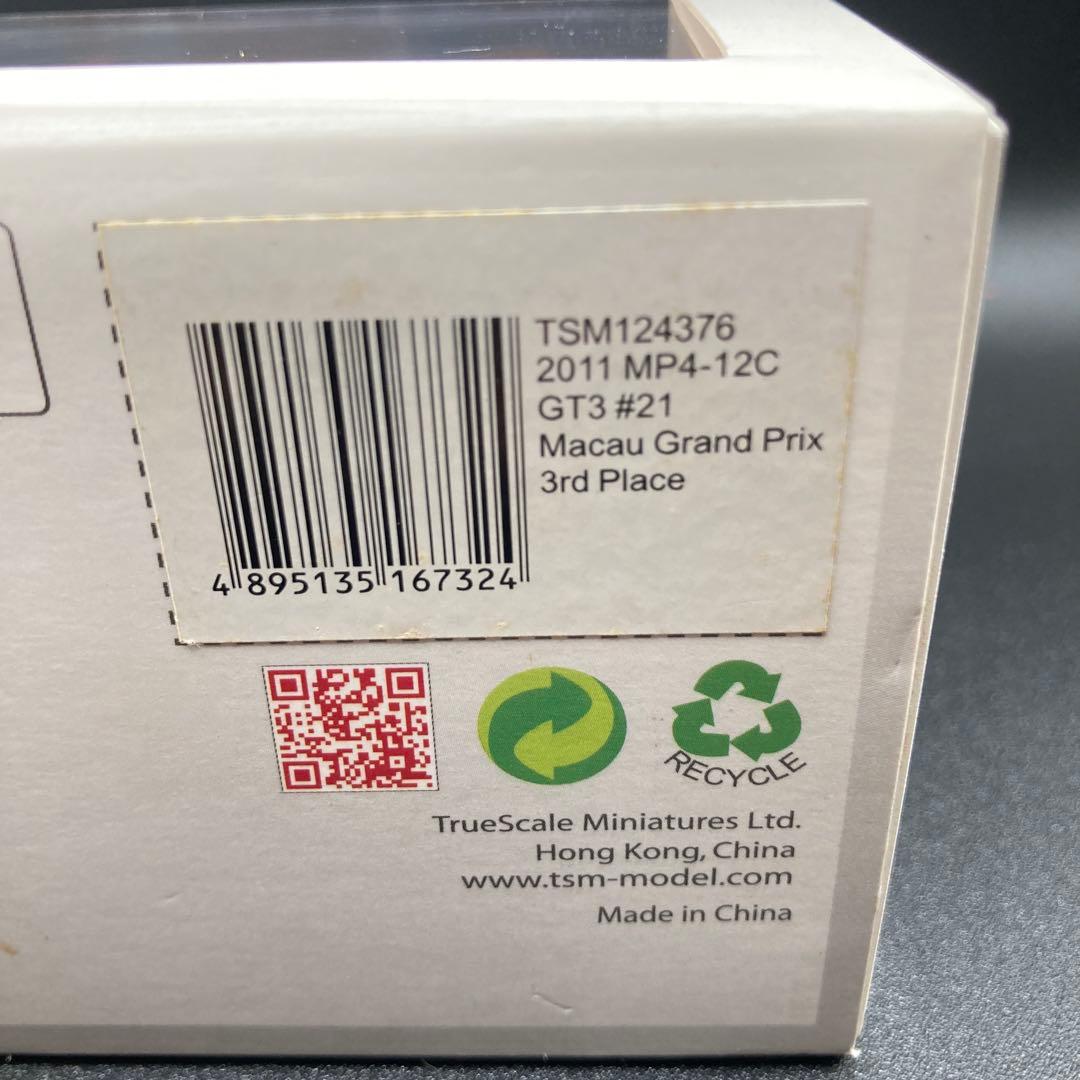 TSM124376
2011 MP4-12C
GT3 #21
Macau Grand Prix
3rd Place
4 895135 167324
RECYCLE
TrueScale Miniatures Ltd.
Hong Kong, China
www.tsm-model.com
Made in China